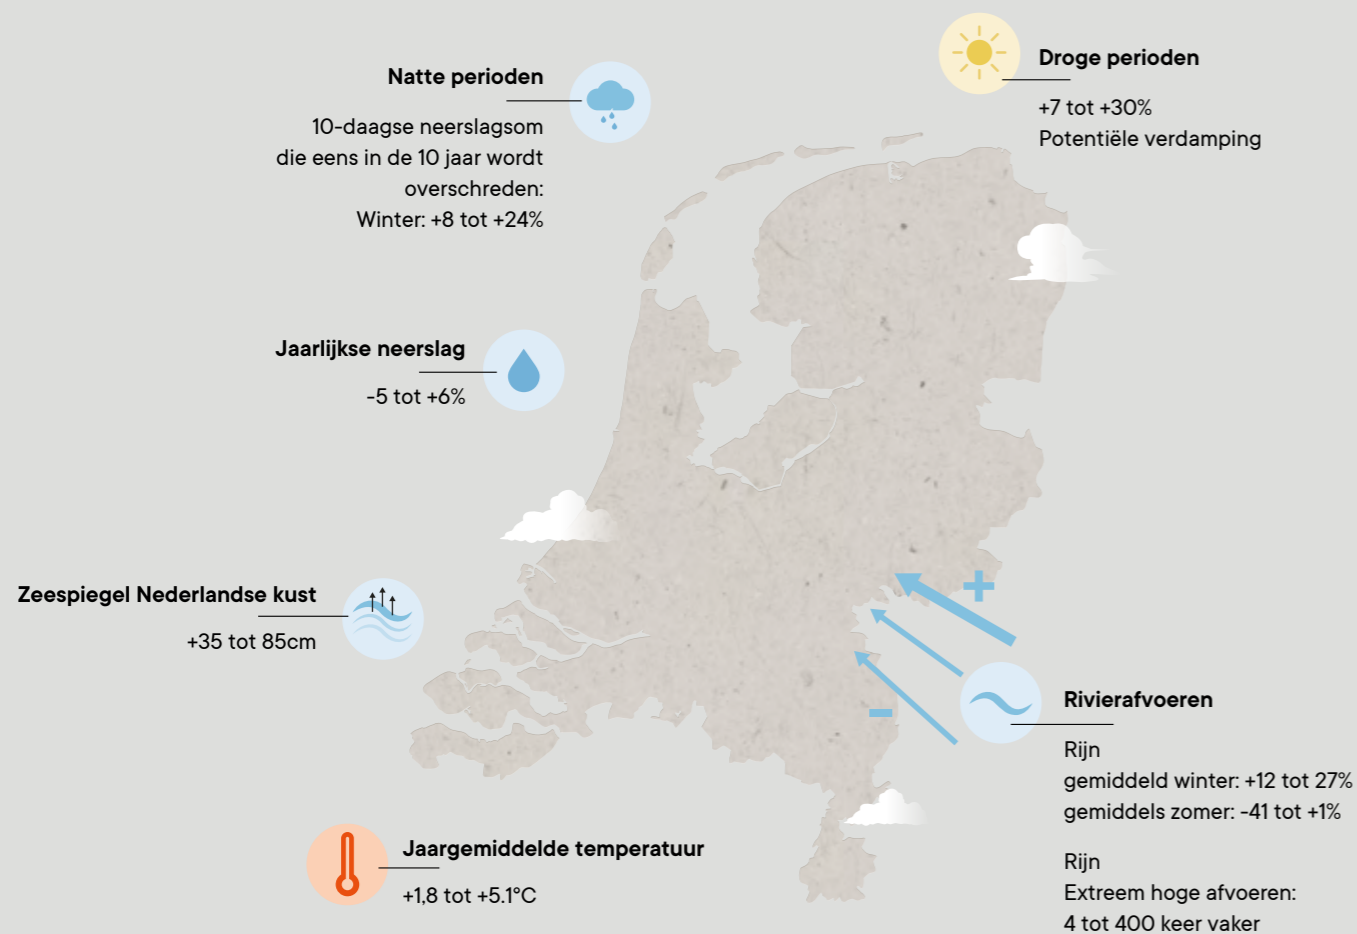 Natte perioden
10-daagse neerslagsom
die eens in de 10 jaar wordt
overschreden:
Winter: +8 tot +24%
Droge perioden
+7 tot +30%
Potentiële verdamping
Jaarlijkse neerslag
-5 tot +6%
Zeespiegel Nederlandse kust
+35 tot 85cm
Jaargemiddelde temperatuur
+1,8 tot +5.1°C
Rivierafvoeren
Rijn
gemiddeld winter: +12 tot 27%
gemiddels zomer: -41 tot +1%
Rijn
Extreem hoge afvoeren:
4 tot 400 keer vaker